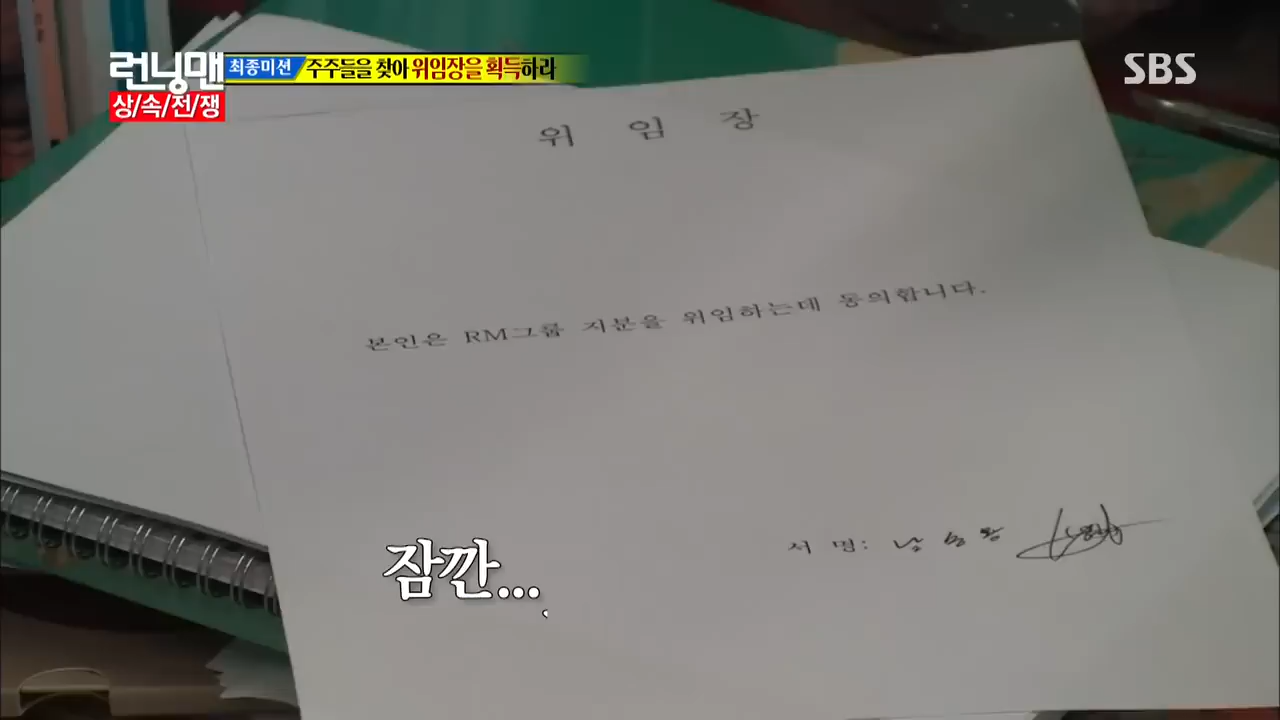 런닝맨 최종미션 주주들을 찾아 위임장을 획득하라
상/속/전/쟁
SBS
위 임 장
본인은 RM그룹 지분을 위임하는데 동의합니다.
서 명:
잠깐...